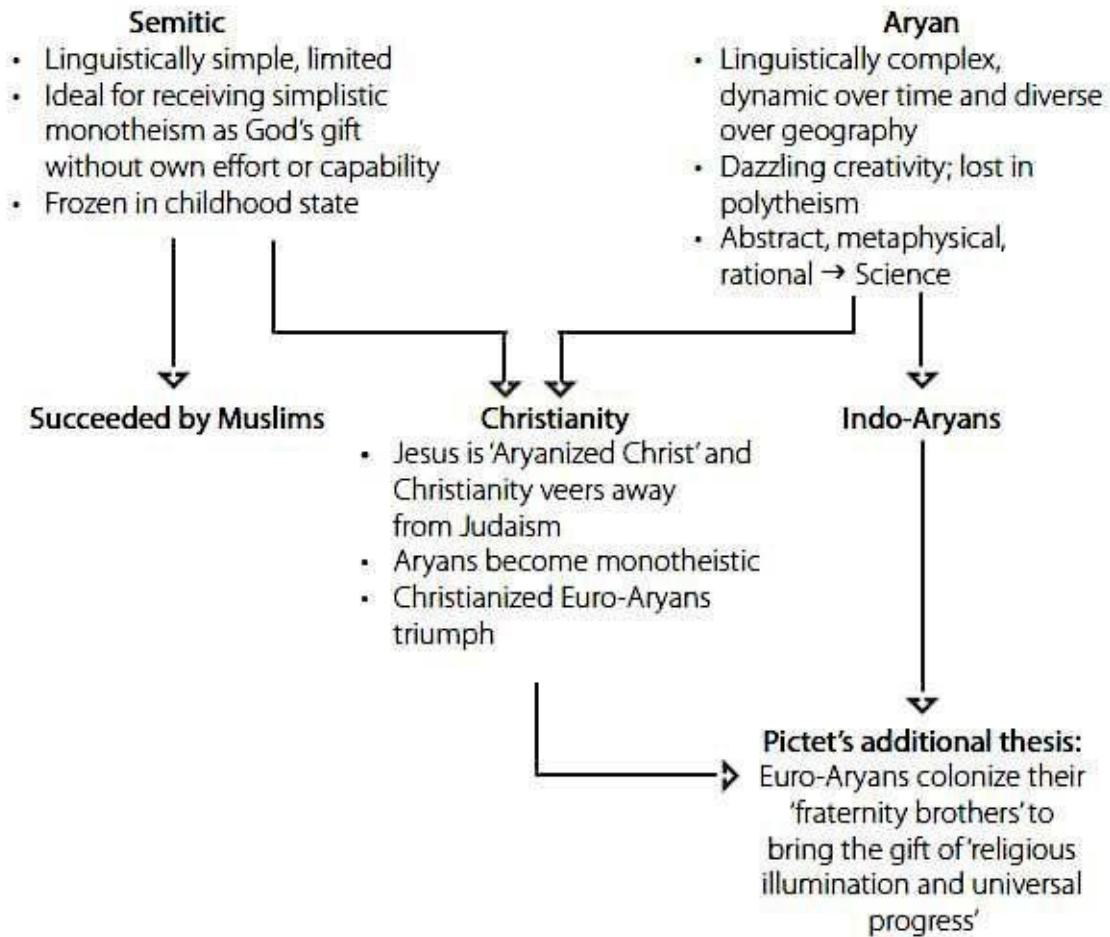 Semitic
• Linguistically simple, limited
• Ideal for receiving simplistic
monotheism as God's gift
without own effort or capability
• Frozen in childhood state
Aryan
• Linguistically complex,
dynamic over time and diverse
over geography
• Dazzling creativity; lost in
polytheism
• Abstract, metaphysical,
rational → Science
Succeeded by Muslims
Christianity
• Jesus is 'Aryanized Christ' and
Christianity veers away
from Judaism
• Aryans become monotheistic
• Christianized Euro-Aryans
triumph
Indo-Aryans
Pictet's additional thesis:
Euro-Aryans colonize their
'fraternity brothers' to
bring the gift of 'religious
illumination and universal
progress'